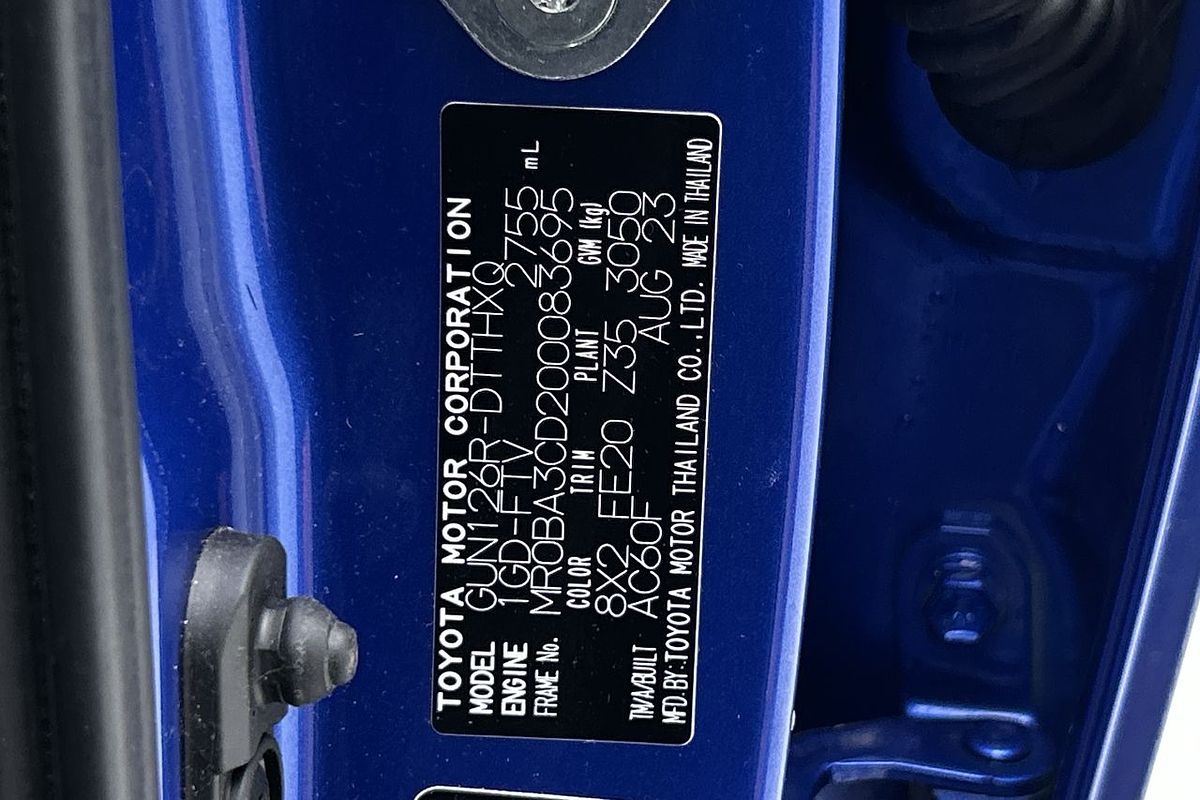 TOYOTA MOTOR CORPORATION
MODEL GUN126R-DTTHXQ
ENGINE 1GD-FTV 2755 mL
FRAME No. MR0BA3CD200083695
COLOR TRIM PLANT GVM (kg)
8X2 FE20 Z35 3050
TM/A/BUILT AC60F AUG 23
MFD.BY:TOYOTA MOTOR THAILAND CO.,LTD. MADE IN THAILAND